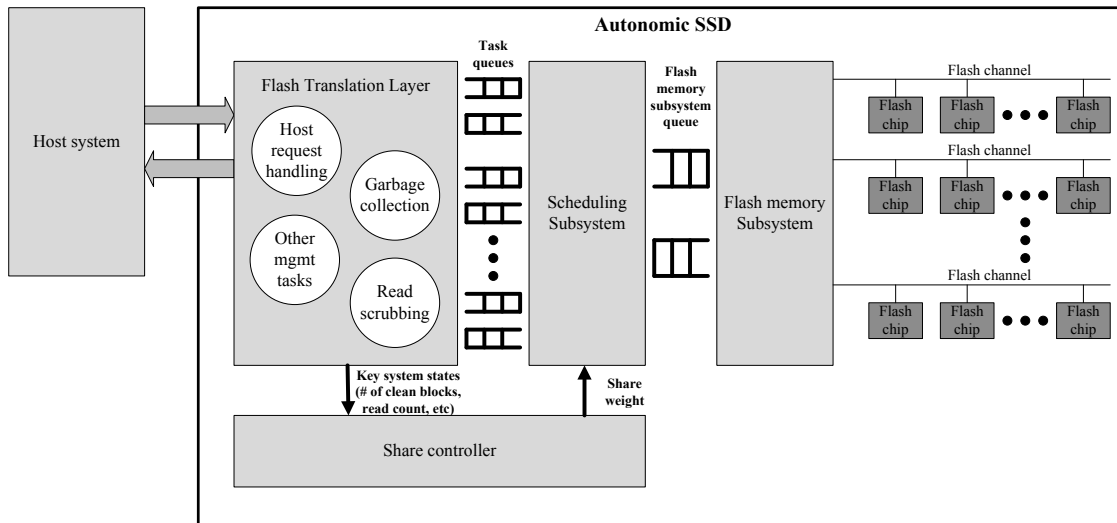 Autonomic SSD
Host system
Flash Translation Layer
Host
request
handling
Garbage
collection
Other
mgmt
tasks
Read
scrubbing
Task
queues
Scheduling
Subsystem
Flash
memory
subsystem
queue
Flash memory
Subsystem
Flash channel
Flash
chip
Flash
chip
Flash
chip
Flash channel
Flash
chip
Flash
chip
Flash
chip
Flash channel
Flash
chip
Flash
chip
Flash
chip
Key system states
(# of clean blocks,
read count, etc)
Share
weight
Share controller